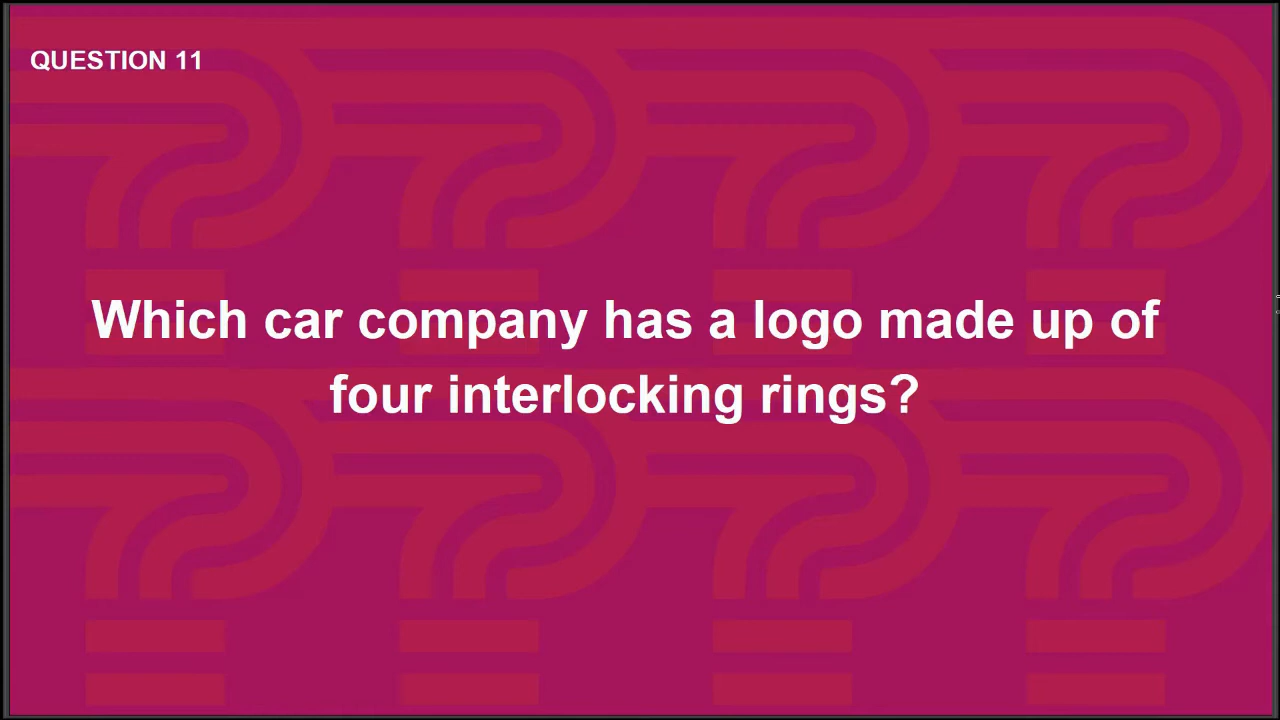 QUESTION 11
Which car company has a logo made up of
four interlocking rings?